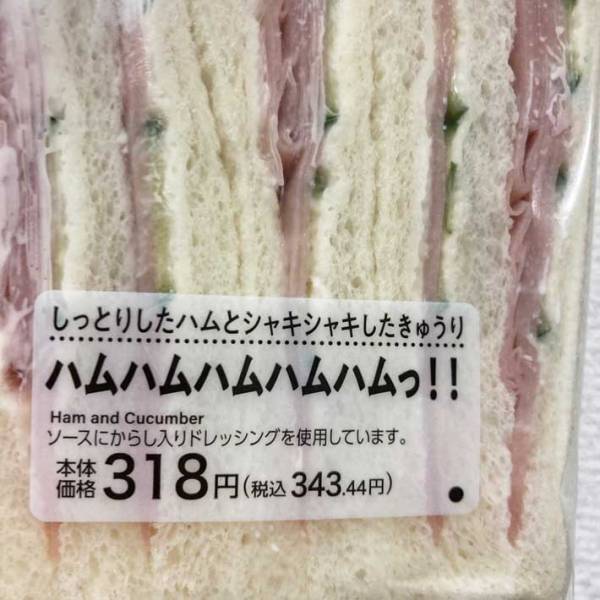 しっとりしたハムとシャキシャキしたきゅうり
ハムハムハムハムハムっ!!
Ham and Cucumber
ソースにからし入りドレッシングを使用しています。
本体価格318円(税込343.44円)